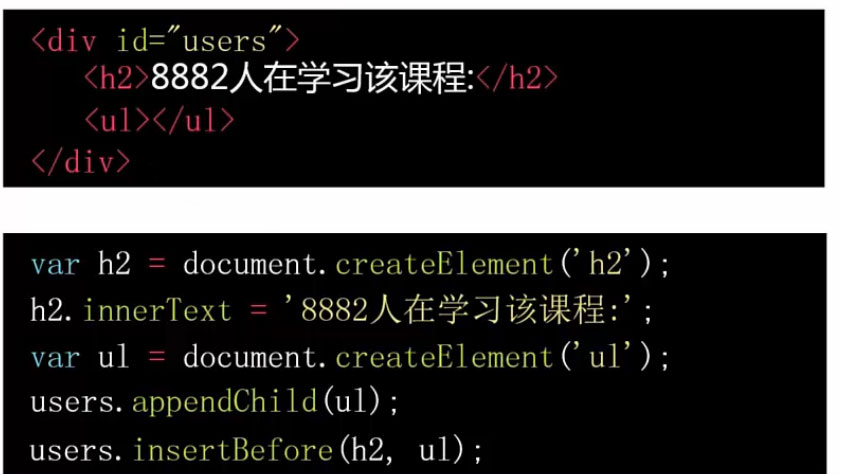 <div id="users">
<h2>8882人在学习该课程:</h2>
<ul></ul>
</div>
var h2 = document.createElement('h2');
h2.innerText = '8882人在学习该课程:';
var ul = document.createElement('ul');
users.appendChild(ul);
users.insertBefore(h2, ul);